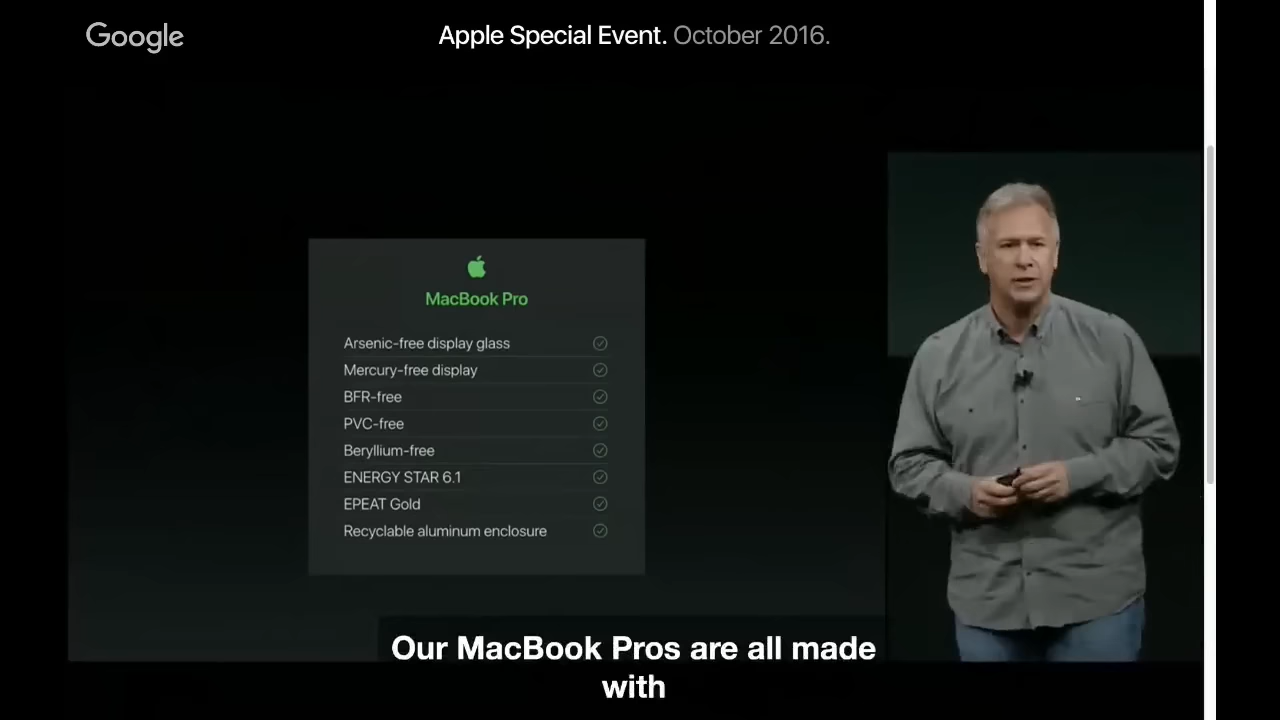 Google
Apple Special Event. October 2016.
MacBook Pro
Arsenic-free display glass
Mercury-free display
BFR-free
PVC-free
Beryllium-free
ENERGY STAR 6.1
EPEAT Gold
Recyclable aluminum enclosure
Our MacBook Pros are all made
with